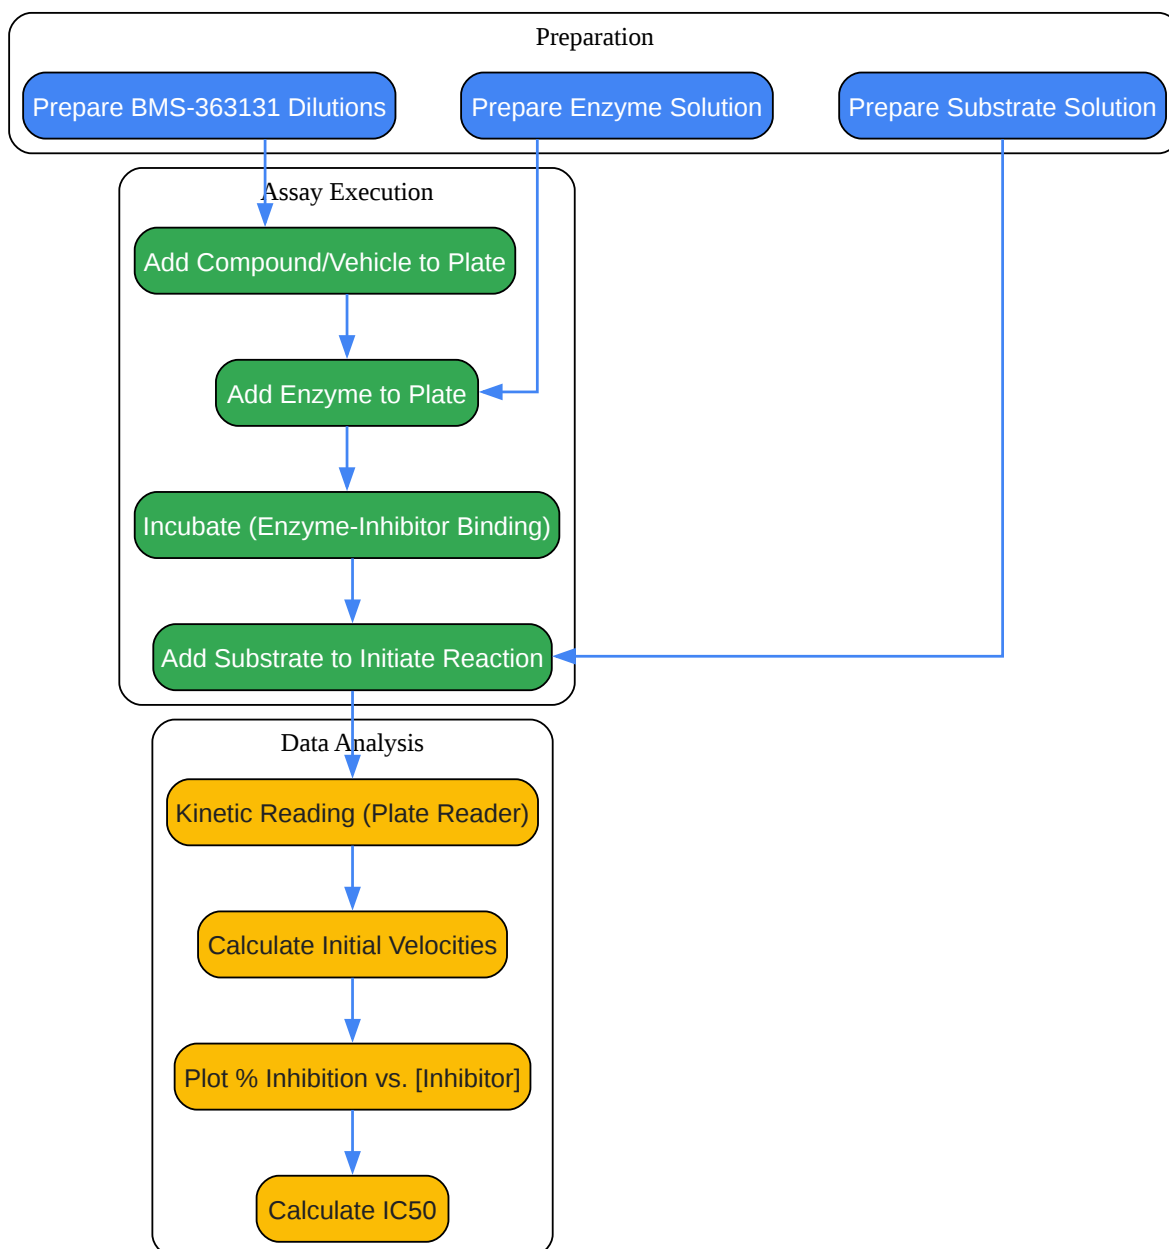 Preparation
Prepare BMS-363131 Dilutions
Prepare Enzyme Solution
Prepare Substrate Solution
Assay Execution
Add Compound/Vehicle to Plate
Add Enzyme to Plate
Incubate (Enzyme-Inhibitor Binding)
Add Substrate to Initiate Reaction
Data Analysis
Kinetic Reading (Plate Reader)
Calculate Initial Velocities
Plot % Inhibition vs. [Inhibitor]
Calculate IC50